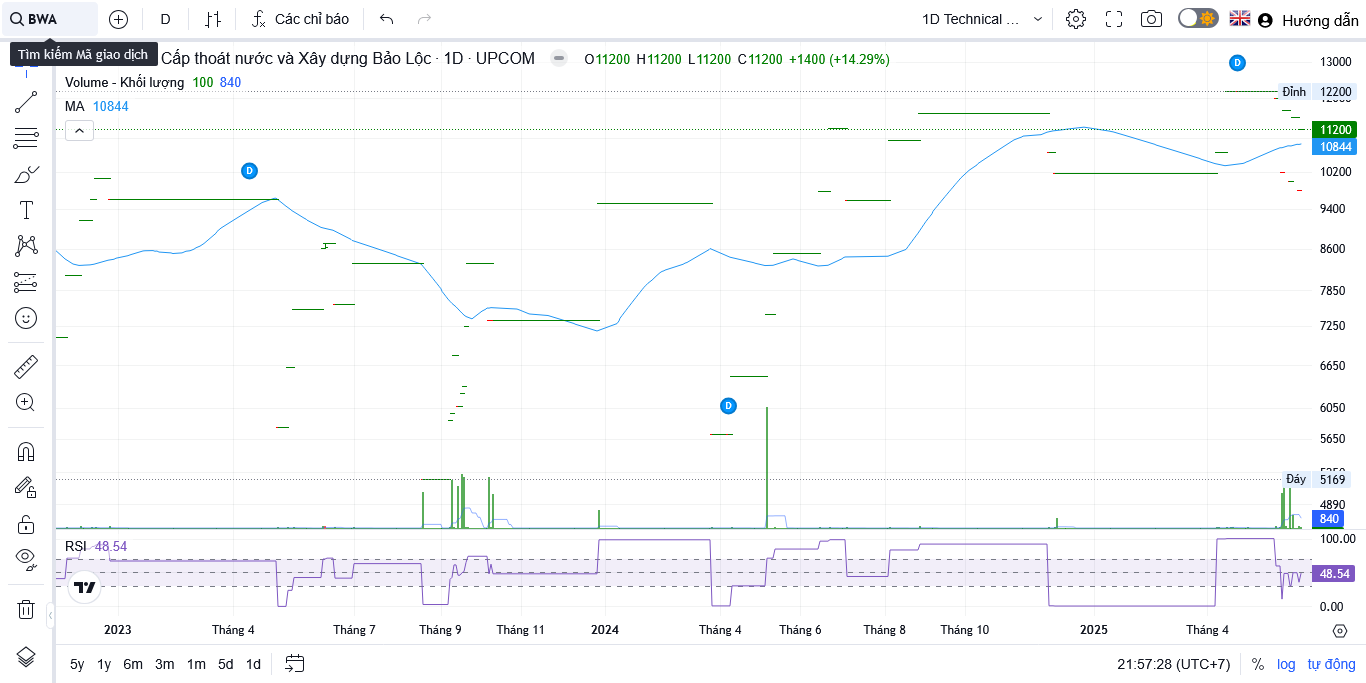 BWA
D
Các chỉ báo
1D Technical ...
Hướng dẫn
Tìm kiếm Mã giao dịch
Cấp thoát nước và Xây dựng Bảo Lộc · 1D · UPCOM
O11200 H11200 L11200 C11200 +1400 (+14.29%)
Volume - Khối lượng 100 840
MA 10844
D
D
D
13000
Đỉnh 12200
11200
10844
10200
9400
8600
7850
7250
6650
6050
5650
Đáy 5169
4890
840
RSI 48.54
100.00
48.54
0.00
2023 Tháng 4 Tháng 7 Tháng 9 Tháng 11 2024 Tháng 4 Tháng 6 Tháng 8 Tháng 10 2025 Tháng 4
5y 1y 6m 3m 1m 5d 1d
21:57:28 (UTC+7) % log tự động